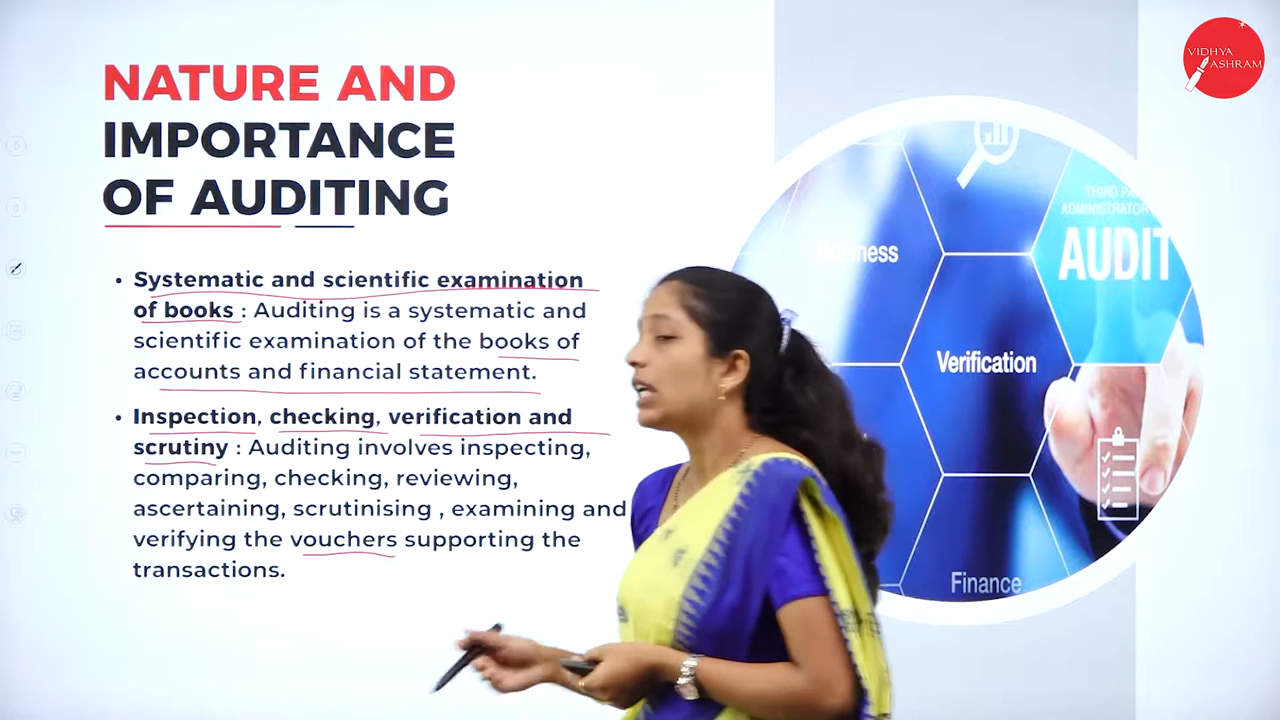 NATURE AND
IMPORTANCE
OF AUDITING
• Systematic and scientific examination
of books : Auditing is a systematic and
scientific examination of the books of
accounts and financial statement.
• Inspection, checking, verification and
scrutiny : Auditing involves inspecting,
comparing, checking, reviewing,
ascertaining, scrutinising , examining and
verifying the vouchers supporting the
transactions.
VIDHYA
ASHRAM
THIRD
ADMINISTRATOR
AUDIT
Business
Verification
Finance